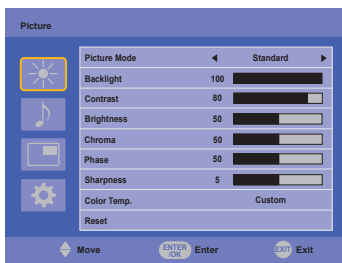 Picture
Picture Mode Standard
Backlight 100
Contrast 80
Brightness 50
Chroma 50
Phase 50
Sharpness 5
Color Temp. Custom
Reset
Move ENTER /OK Enter EXIT Exit